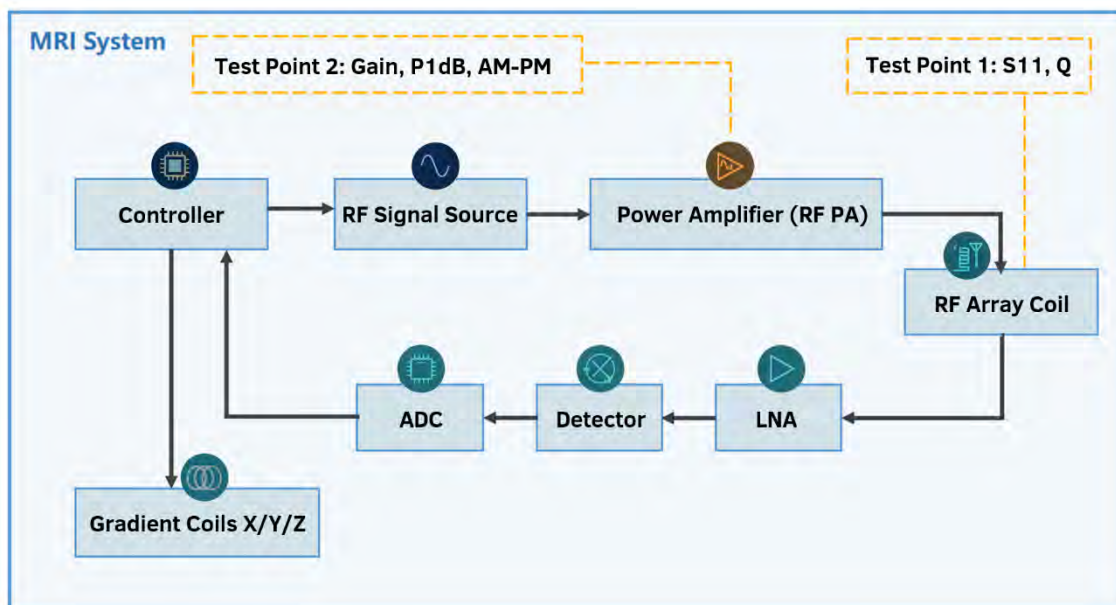 MRI System
Test Point 2: Gain, P1dB, AM-PM
Test Point 1: S11, Q
Controller
RF Signal Source
Power Amplifier (RF PA)
RF Array Coil
ADC
Detector
LNA
Gradient Coils X/Y/Z